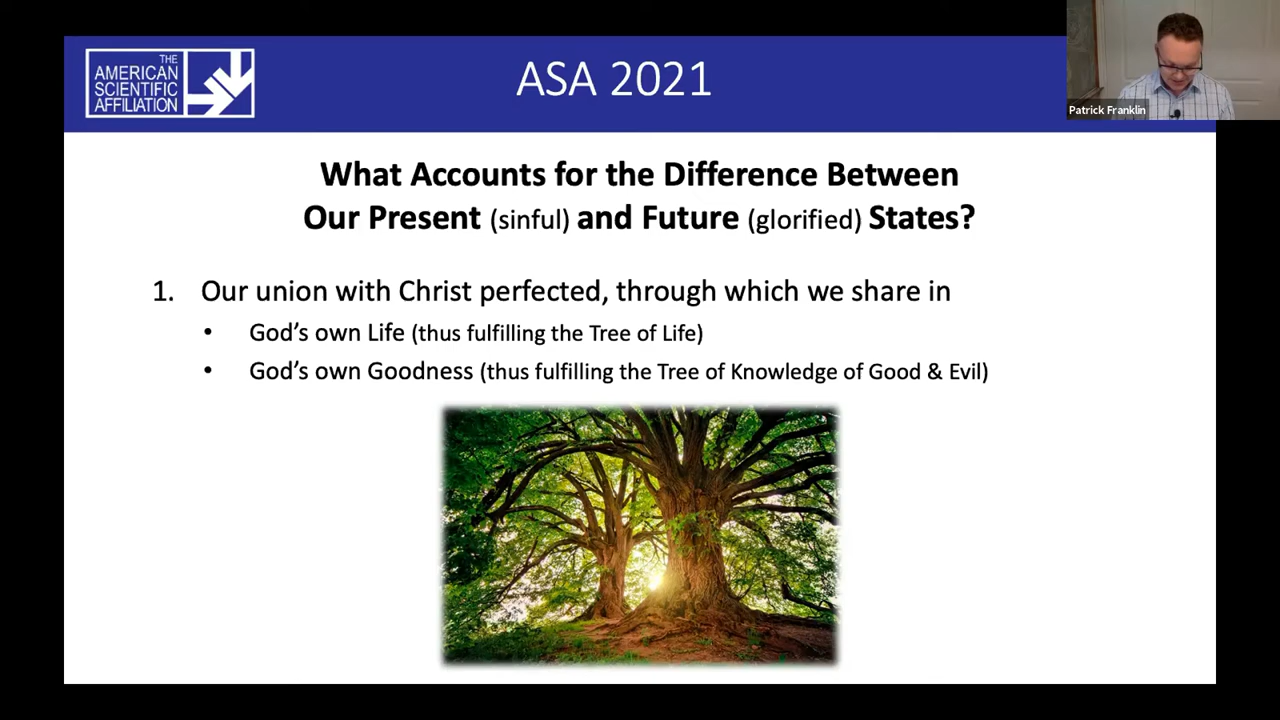 THE
AMERICAN
SCIENTIFIC
AFFILIATION
ASA 2021
Patrick Franklin
What Accounts for the Difference Between
Our Present (sinful) and Future (glorified) States?
1. Our union with Christ perfected, through which we share in
• God's own Life (thus fulfilling the Tree of Life)
• God's own Goodness (thus fulfilling the Tree of Knowledge of Good & Evil)